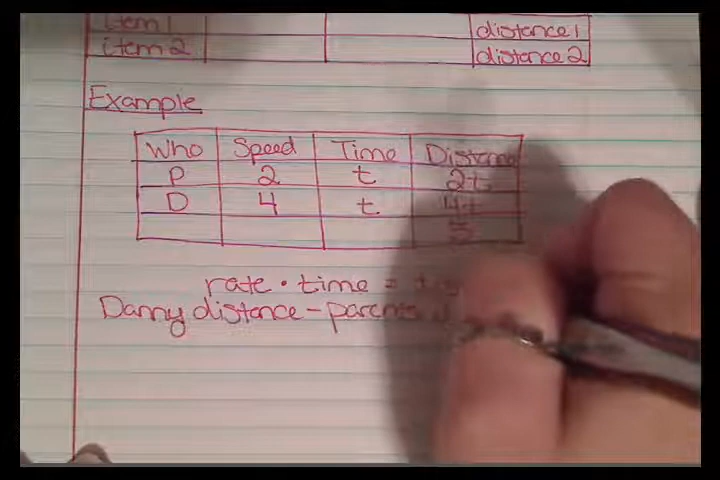 item 1 distance 1
item 2 distance 2
Example
Who Speed Time Distance
P 2 t 2t
D 4 t 4t
rate · time =
Danny distance - parents